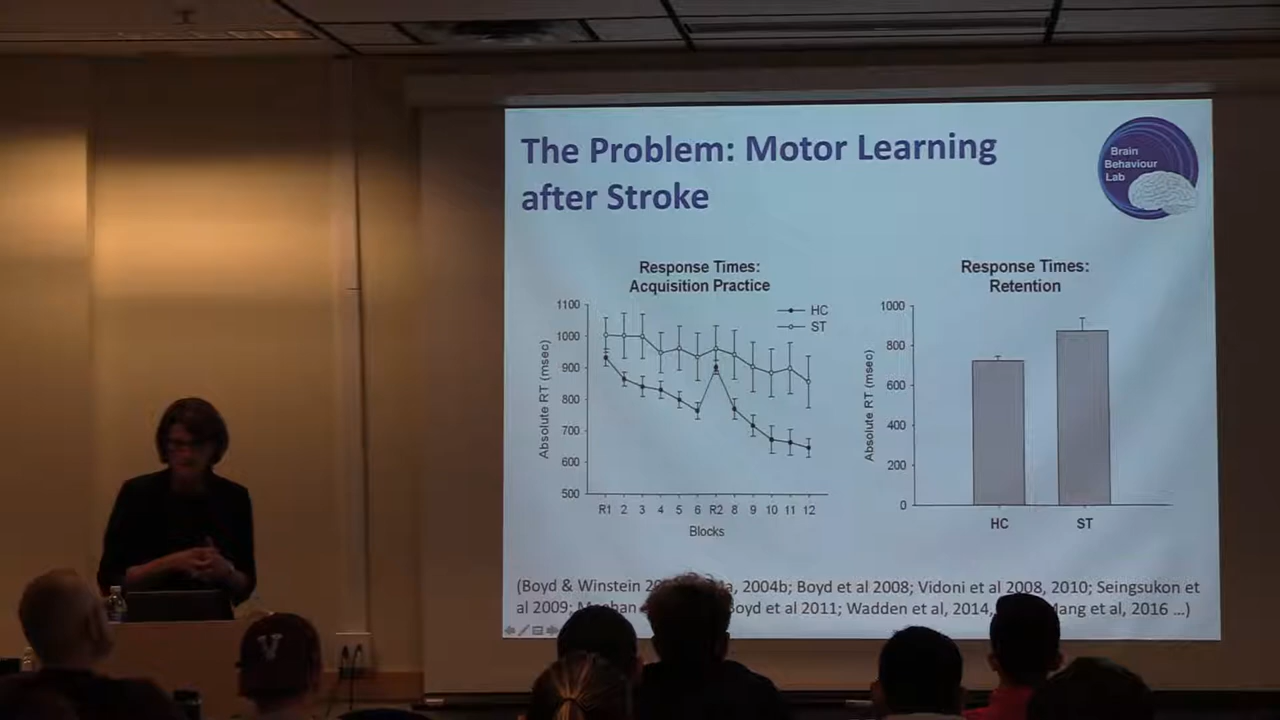 The Problem: Motor Learning
after Stroke
Brain
Behaviour
Lab
Response Times:
Acquisition Practice
1100
1000
900
800
700
600
500
Absolute RT (msec)
HC
ST
R1 2 3 4 5 6 R2 8 9 10 11 12
Blocks
Response Times:
Retention
1000
800
600
400
200
0
Absolute RT (msec)
HC ST
(Boyd & Winstein 2004b; Boyd et al 2008; Vidoni et al 2008, 2010; Seingsukon et
al 2009; Boyd et al 2011; Wadden et al, 2014, et al, 2016 ...)
V